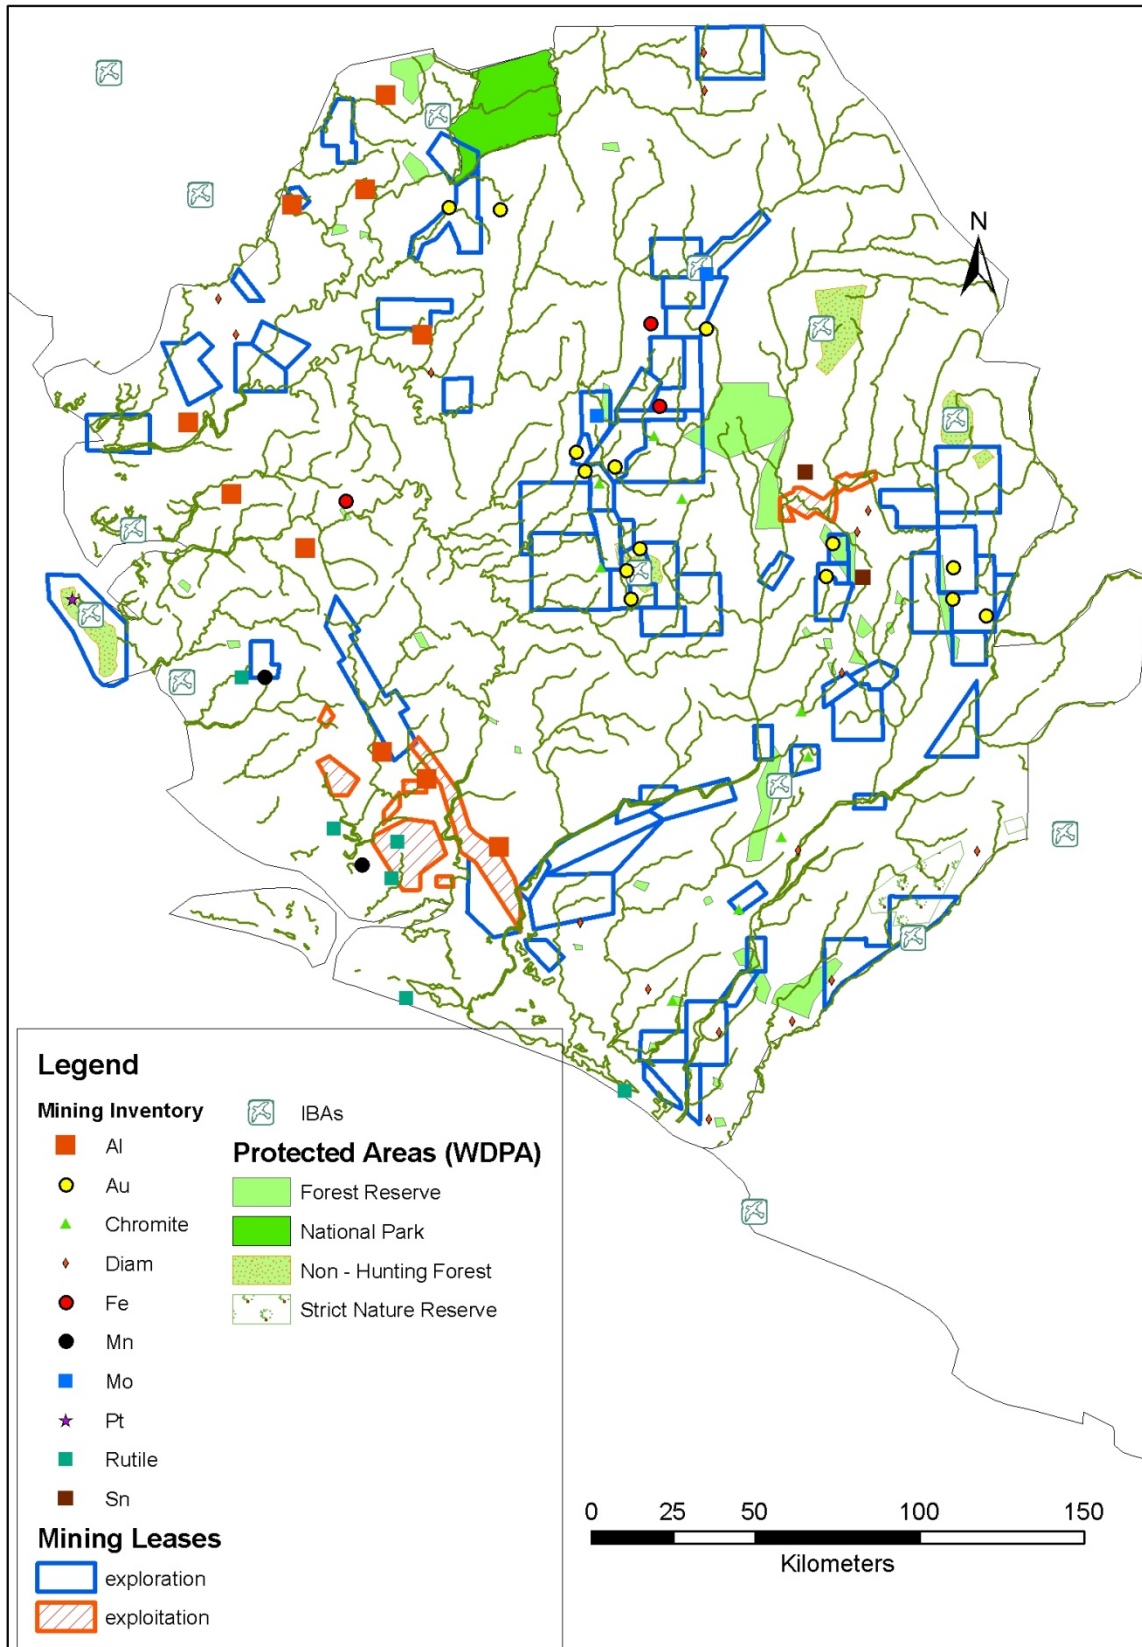 N
Legend
Mining Inventory
Al
Au
Chromite
Diam
Fe
Mn
Mo
Pt
Rutile
Sn
Mining Leases
exploration
exploitation
IBAs
Protected Areas (WDPA)
Forest Reserve
National Park
Non - Hunting Forest
Strict Nature Reserve
0 25 50 100 150
Kilometers